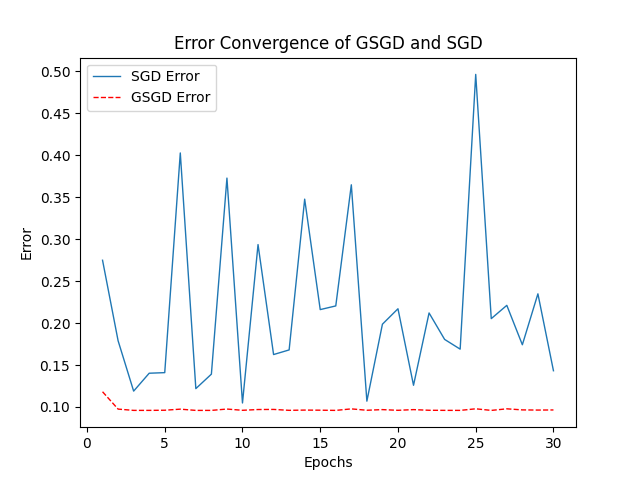 Error Convergence of GSGD and SGD
SGD Error
GSGD Error
0.50
0.45
0.40
0.35
0.30
0.25
0.20
0.15
0.10
Error
0 5 10 15 20 25 30
Epochs